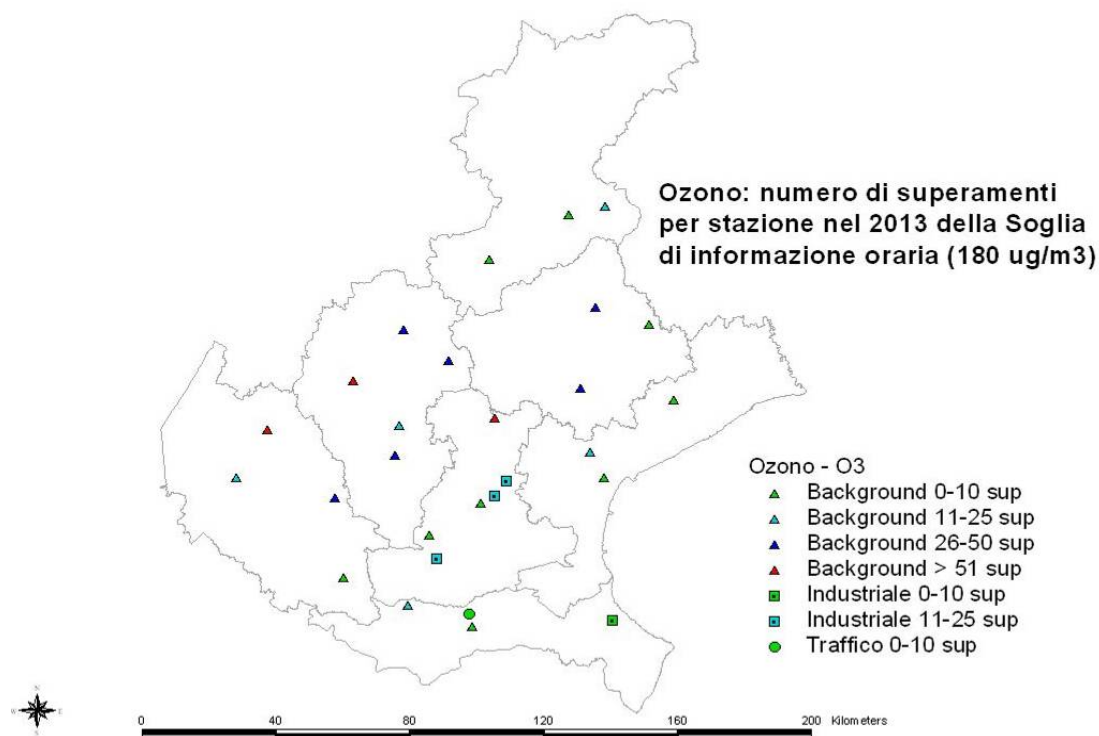 Ozono: numero di superamenti
per stazione nel 2013 della Soglia
di informazione oraria (180 ug/m3)
Ozono - O3
Background 0-10 sup
Background 11-25 sup
Background 26-50 sup
Background > 51 sup
Industriale 0-10 sup
Industriale 11-25 sup
Traffico 0-10 sup
N
W E
S
0 40 80 120 160 200 Kilometers